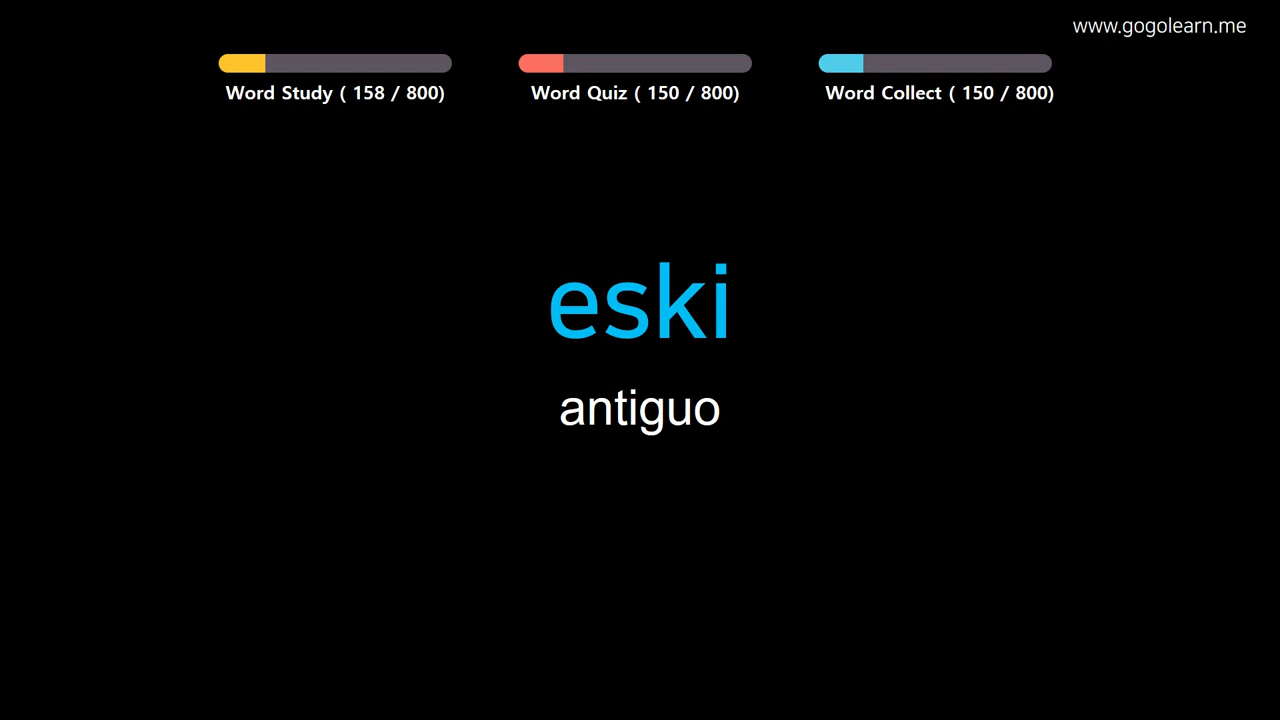 www.gogolearn.me
Word Study ( 158 / 800)
Word Quiz ( 150 / 800)
Word Collect ( 150 / 800)
eski
antiguo